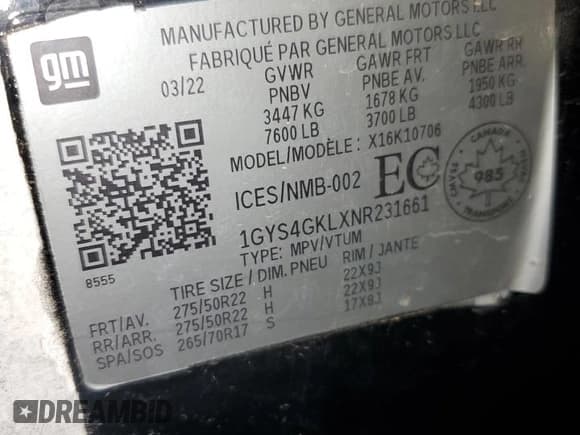 MANUFACTURED BY GENERAL MOTORS LLC
FABRIQUÉ PAR GENERAL MOTORS LLC
gm
03/22 GVWR GAWR FRT GAWR RR
PNBV PNBE AV. PNBE ARR.
3447 KG 1678 KG 1950 KG
7600 LB 3700 LB 4300 LB
MODEL/MODÈLE: X16K10706
ICES/NMB-002 EC
CANADA
985
TRANSPORT
1GYS4GKLXNR231661
TYPE: MPV/VTUM
8555
TIRE SIZE / DIM. PNEU RIM / JANTE
FRT/AV. 275/50R22 H 22X9J
RR/ARR. 275/50R22 H 22X9J
SPA/SOS 265/70R17 S 17X8J
DREAMBID